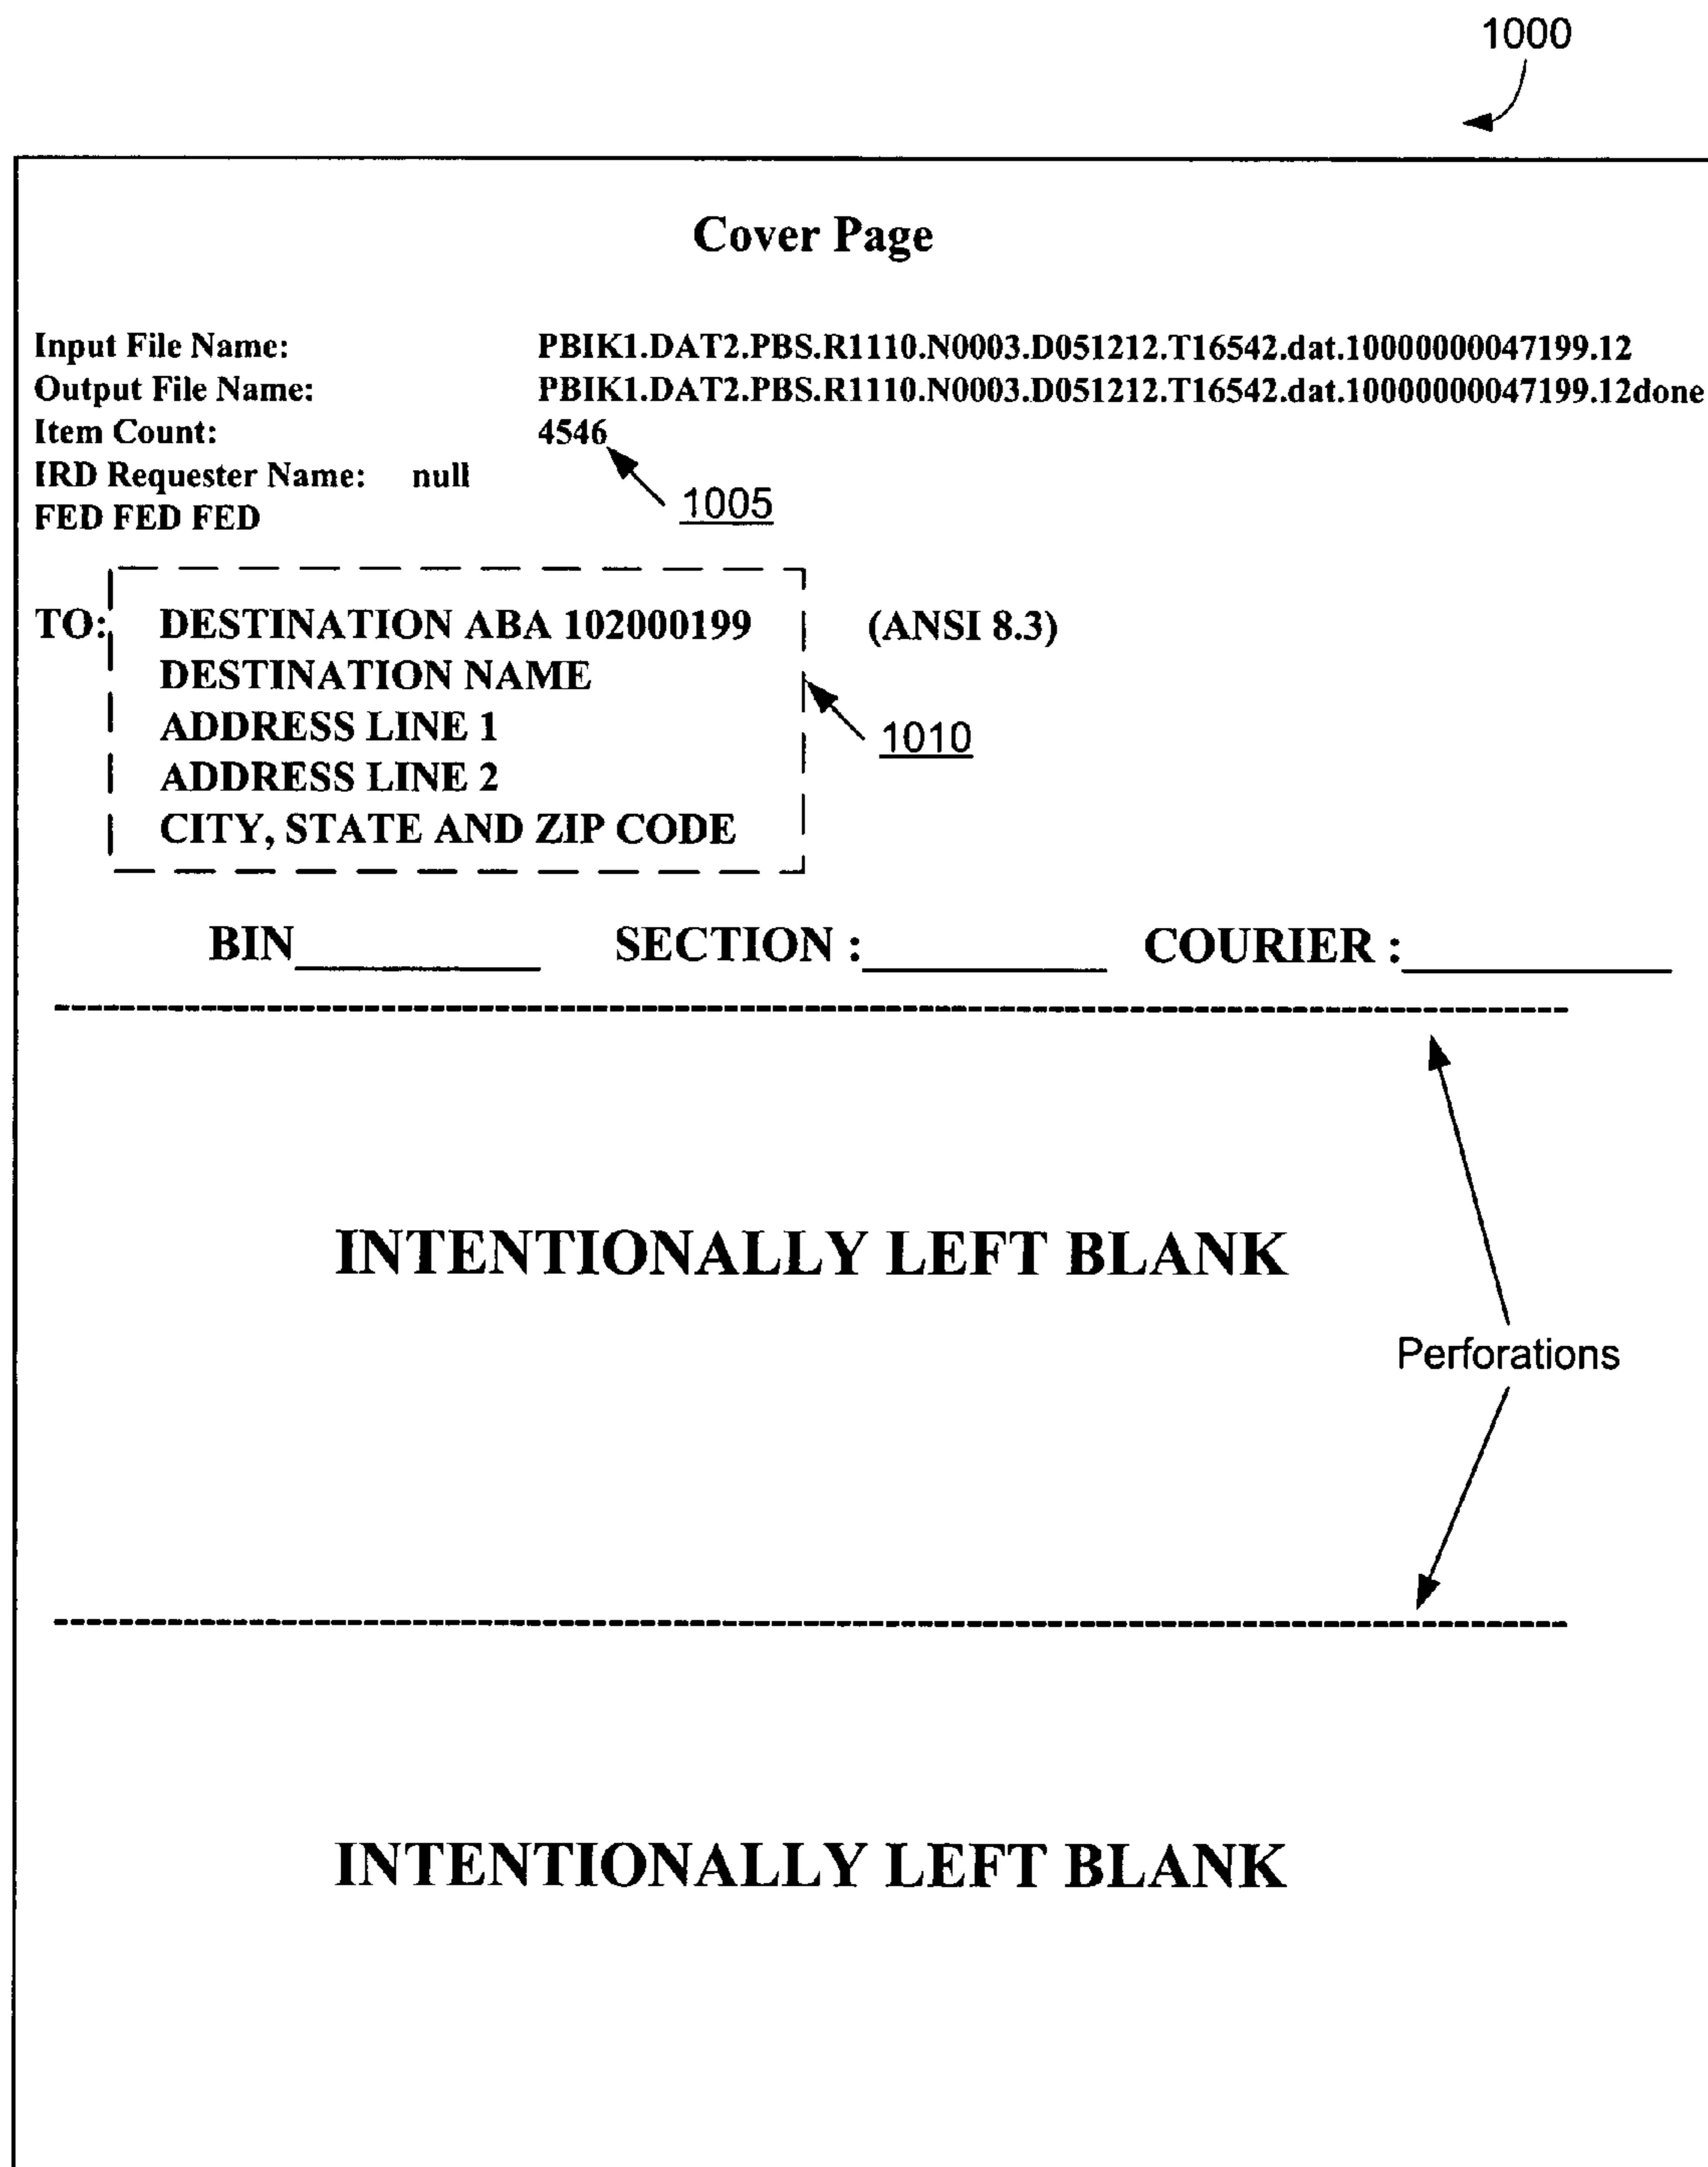 1000
Cover Page
Input File Name: PBIK1.DAT2.PBS.R1110.N0003.D051212.T16542.dat.10000000047199.12
Output File Name: PBIK1.DAT2.PBS.R1110.N0003.D051212.T16542.dat.10000000047199.12done
Item Count: 4546
IRD Requester Name: null
1005
FED FED FED
TO: DESTINATION ABA 102000199 (ANSI 8.3)
DESTINATION NAME
ADDRESS LINE 1
1010
ADDRESS LINE 2
CITY, STATE AND ZIP CODE
BIN__________ SECTION :__________ COURIER :__________
INTENTIONALLY LEFT BLANK
Perforations
INTENTIONALLY LEFT BLANK